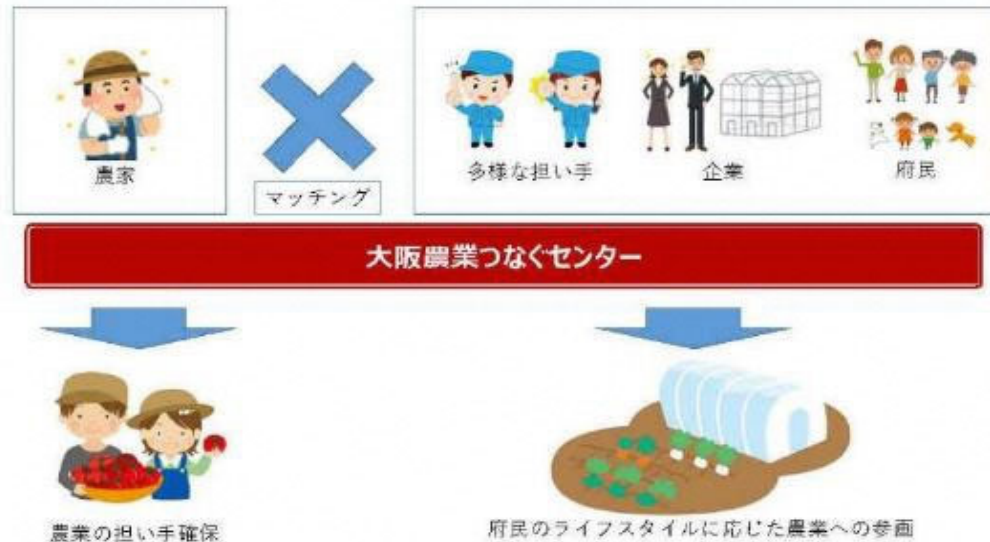 農家
マッチング
多様な担い手
企業
府民
大阪農業つなぐセンター
農業の担い手確保
府民のライフスタイルに応じた農業への参画